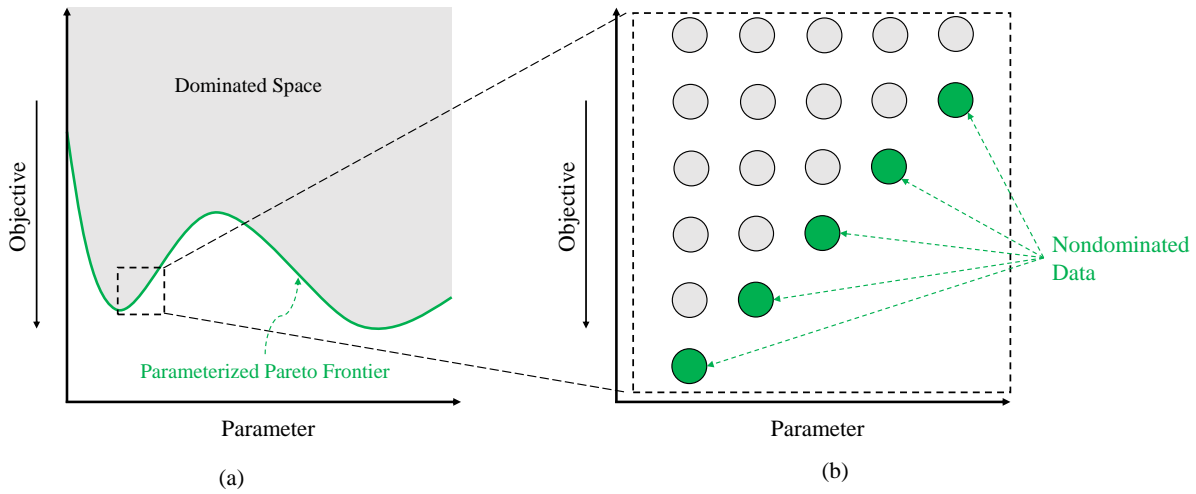 Dominated Space
Objective
Parameterized Pareto Frontier
Parameter
(a)
Objective
Nondominated
Data
Parameter
(b)